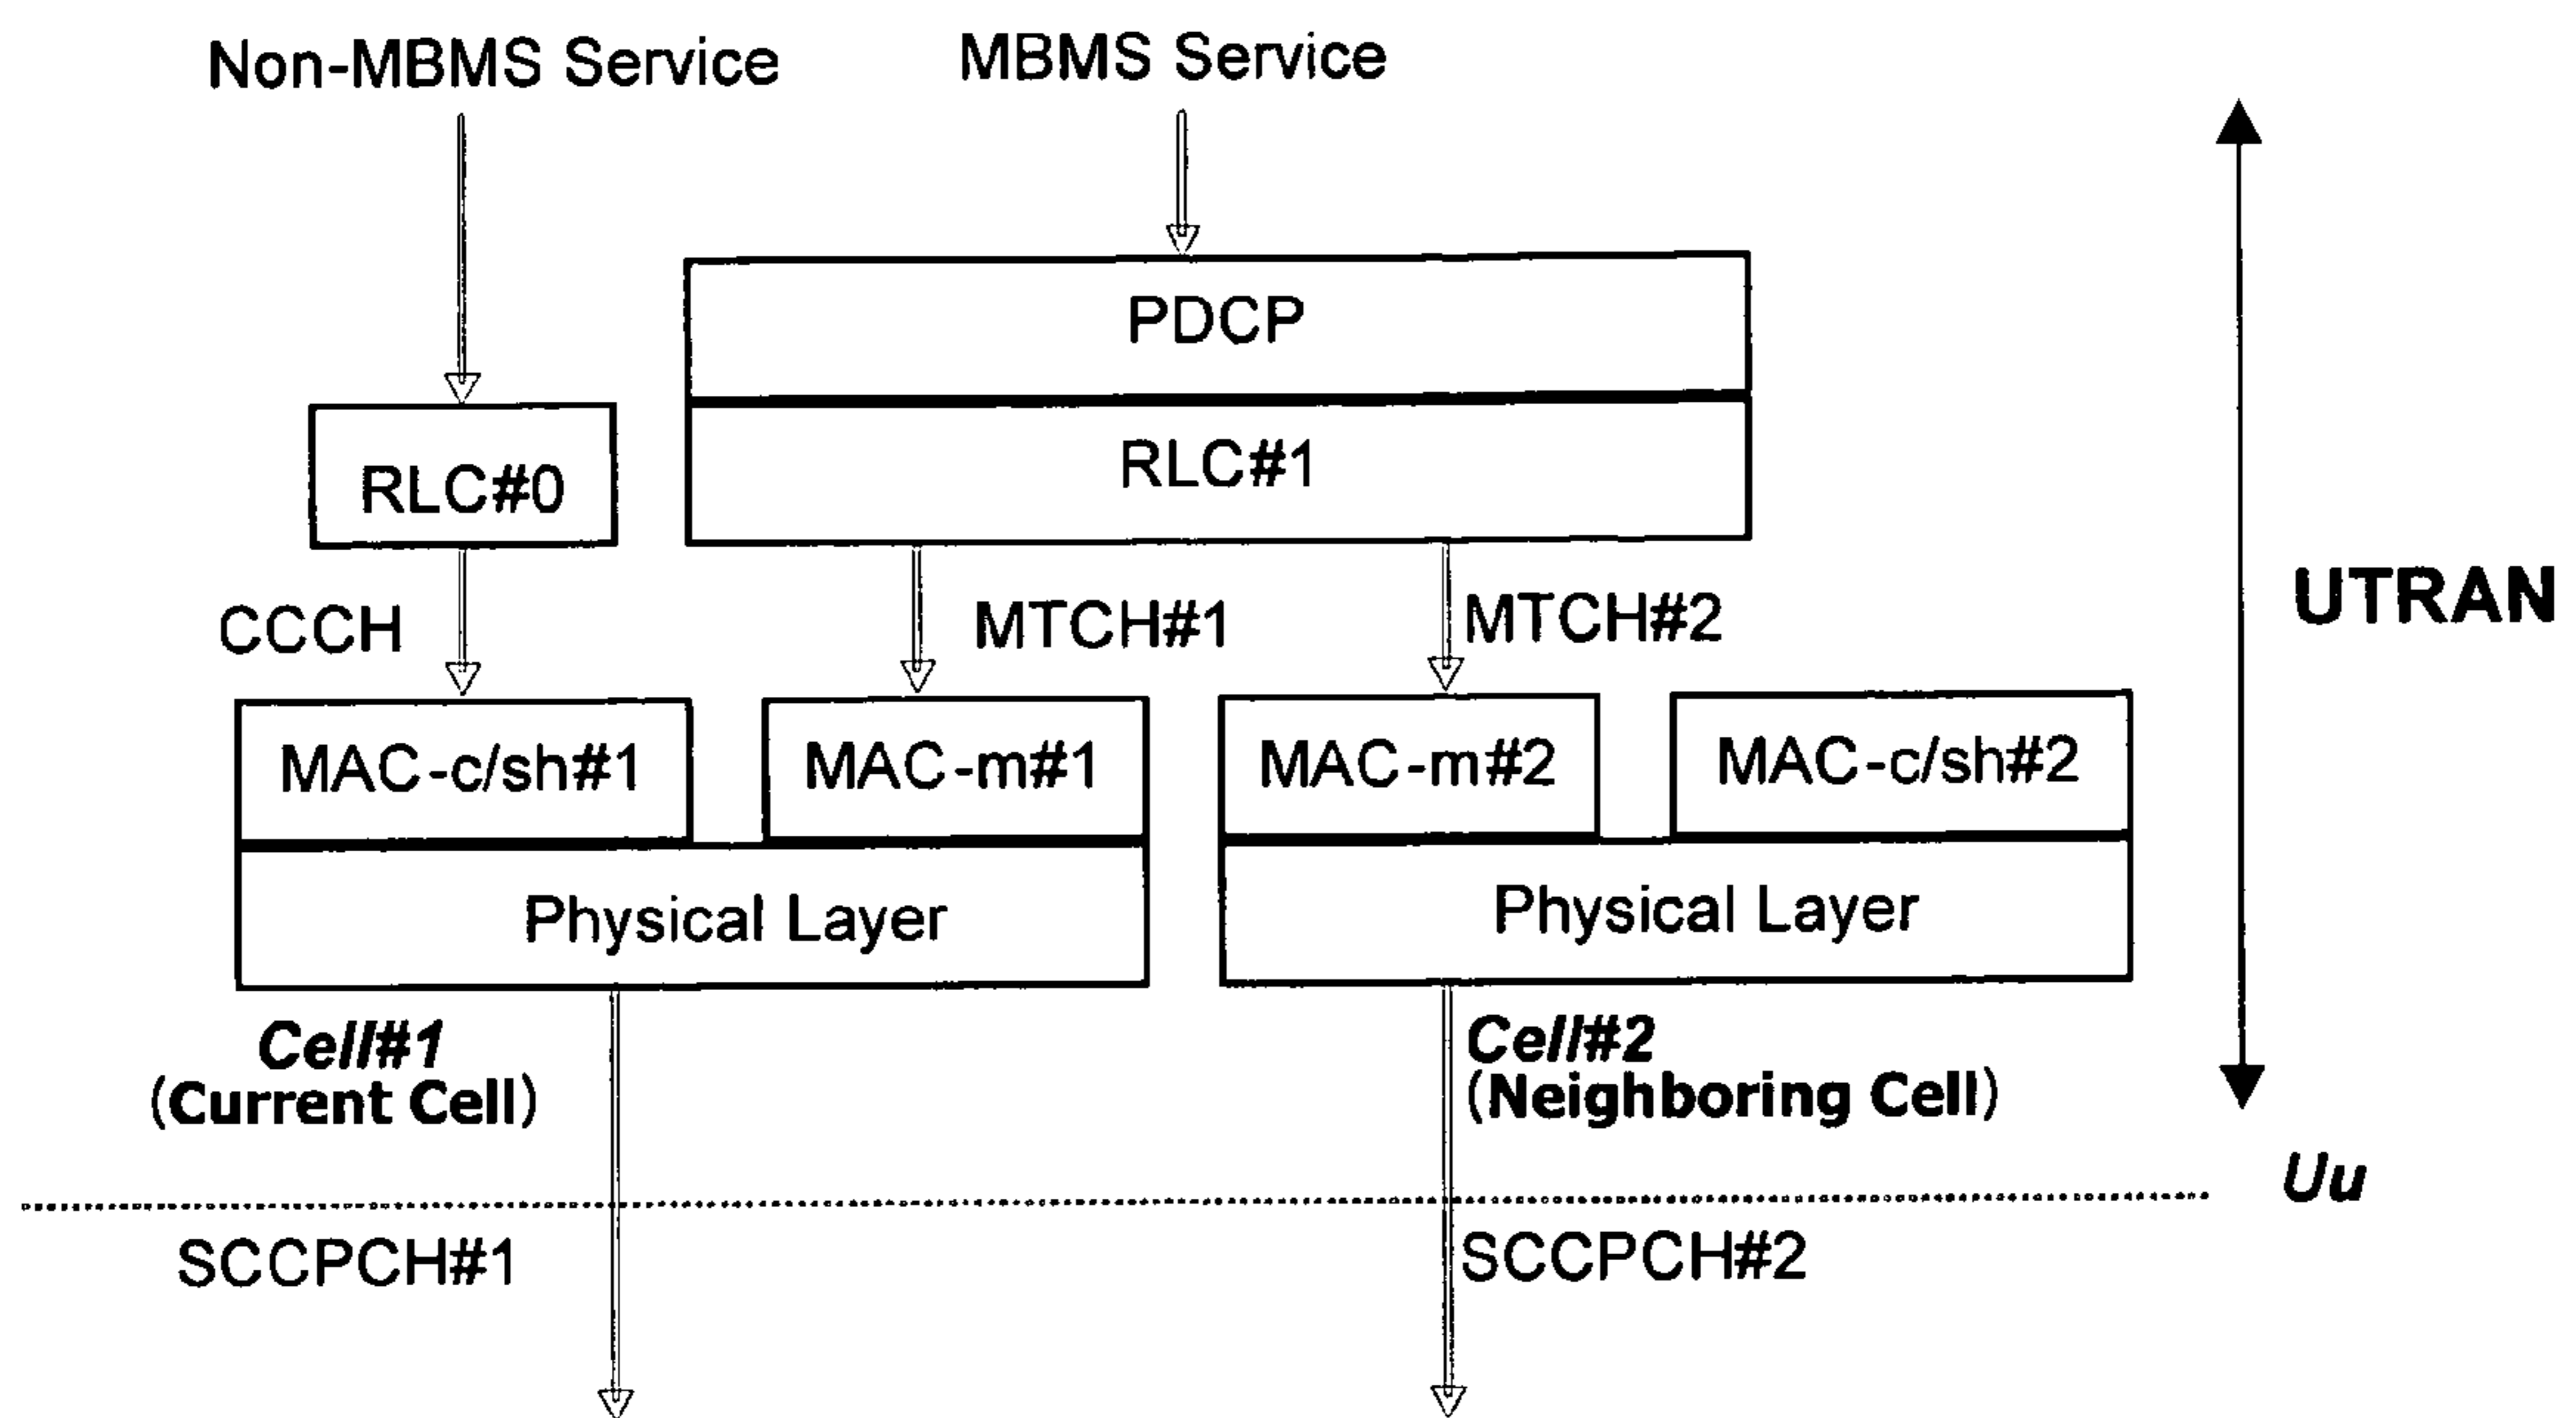 Non-MBMS Service
MBMS Service
PDCP
RLC#0
RLC#1
CCCH
MTCH#1
MTCH#2
UTRAN
MAC-c/sh#1
MAC-m#1
MAC-m#2
MAC-c/sh#2
Physical Layer
Physical Layer
Cell#1
(Current Cell)
Cell#2
(Neighboring Cell)
Uu
SCCPCH#1
SCCPCH#2